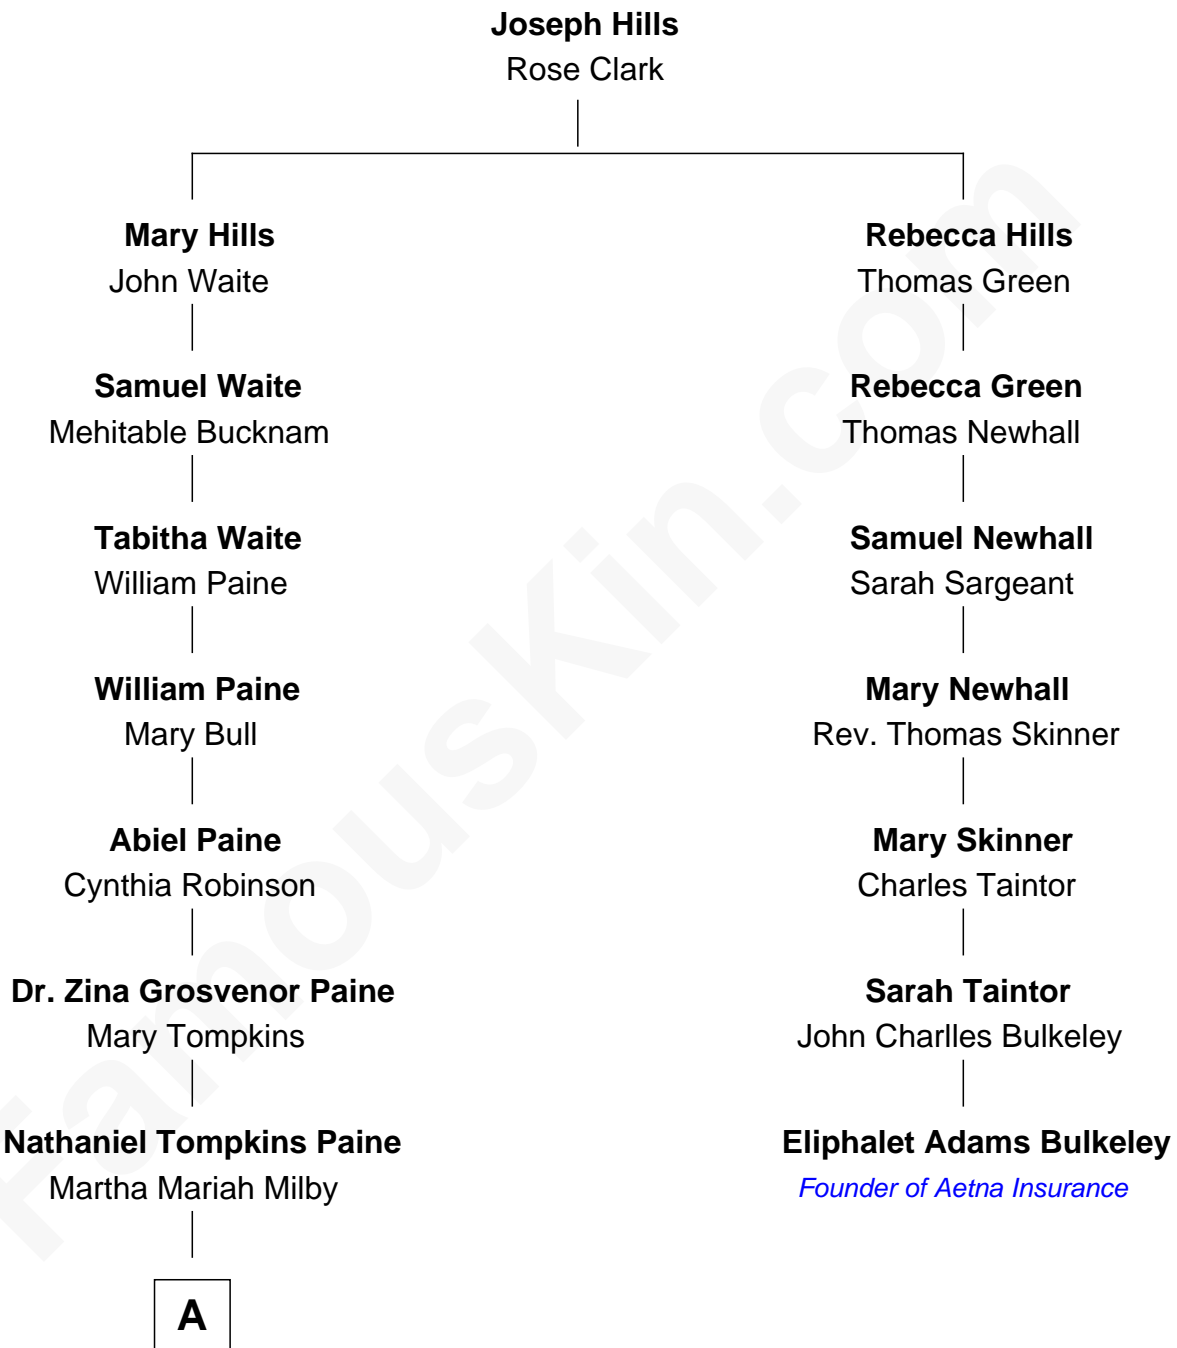 Joseph Hills
Rose Clark
Mary Hills
John Waite
Rebecca Hills
Thomas Green
Samuel Waite
Mehitable Bucknam
Rebecca Green
Thomas Newhall
Tabitha Waite
William Paine
Samuel Newhall
Sarah Sargeant
William Paine
Mary Bull
Mary Newhall
Rev. Thomas Skinner
Abiel Paine
Cynthia Robinson
Mary Skinner
Charles Taintor
Dr. Zina Grosvenor Paine
Mary Tompkins
Sarah Taintor
John Charlles Bulkeley
Nathaniel Tompkins Paine
Martha Mariah Milby
Eliphalet Adams Bulkeley
Founder of Aetna Insurance
A
FamousKin.com